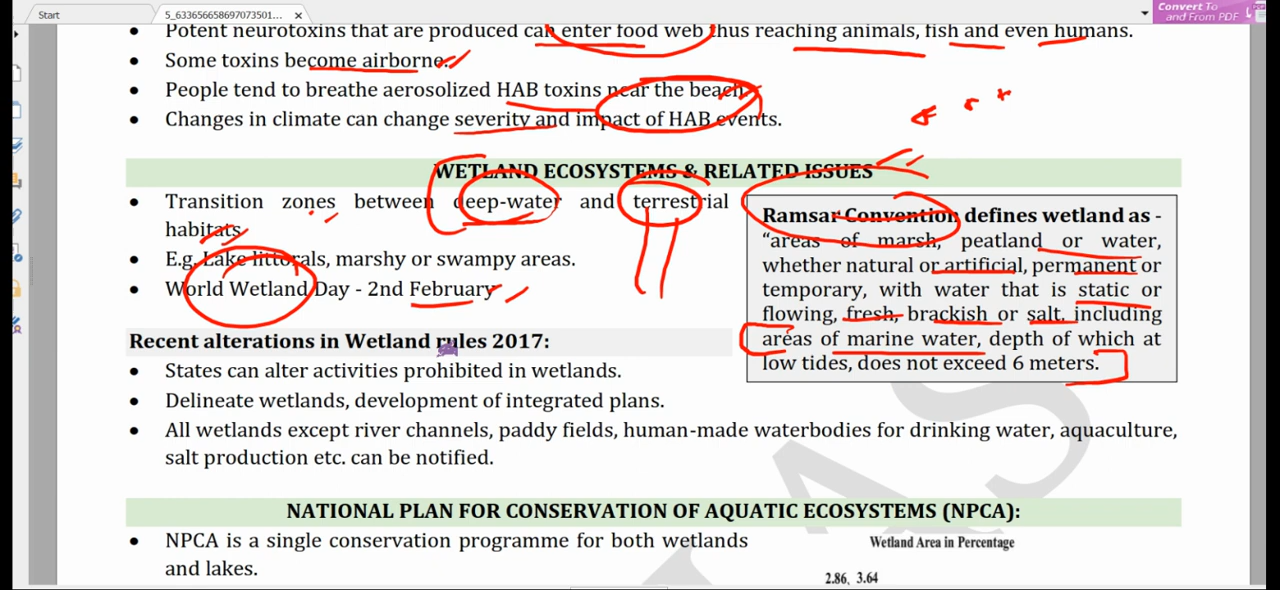 Start
5_633656658697073501...
Convert To
and From PDF
Potent neurotoxins that are produced can enter food web thus reaching animals, fish and even humans.
Some toxins become airborne.
People tend to breathe aerosolized HAB toxins near the beach.
Changes in climate can change severity and impact of HAB events.
WETLAND ECOSYSTEMS & RELATED ISSUES
Transition zones between deep-water and terrestrial
habitats.
E.g. Lake littorals, marshy or swampy areas.
World Wetland Day - 2nd February
Ramsar Convention defines wetland as -
“areas of marsh, peatland or water,
whether natural or artificial, permanent or
temporary, with water that is static or
flowing, fresh, brackish or salt, including
areas of marine water, depth of which at
low tides, does not exceed 6 meters.
Recent alterations in Wetland rules 2017:
States can alter activities prohibited in wetlands.
Delineate wetlands, development of integrated plans.
All wetlands except river channels, paddy fields, human-made waterbodies for drinking water, aquaculture,
salt production etc. can be notified.
NATIONAL PLAN FOR CONSERVATION OF AQUATIC ECOSYSTEMS (NPCA):
NPCA is a single conservation programme for both wetlands
and lakes.
Wetland Area in Percentage
2.86, 3.64